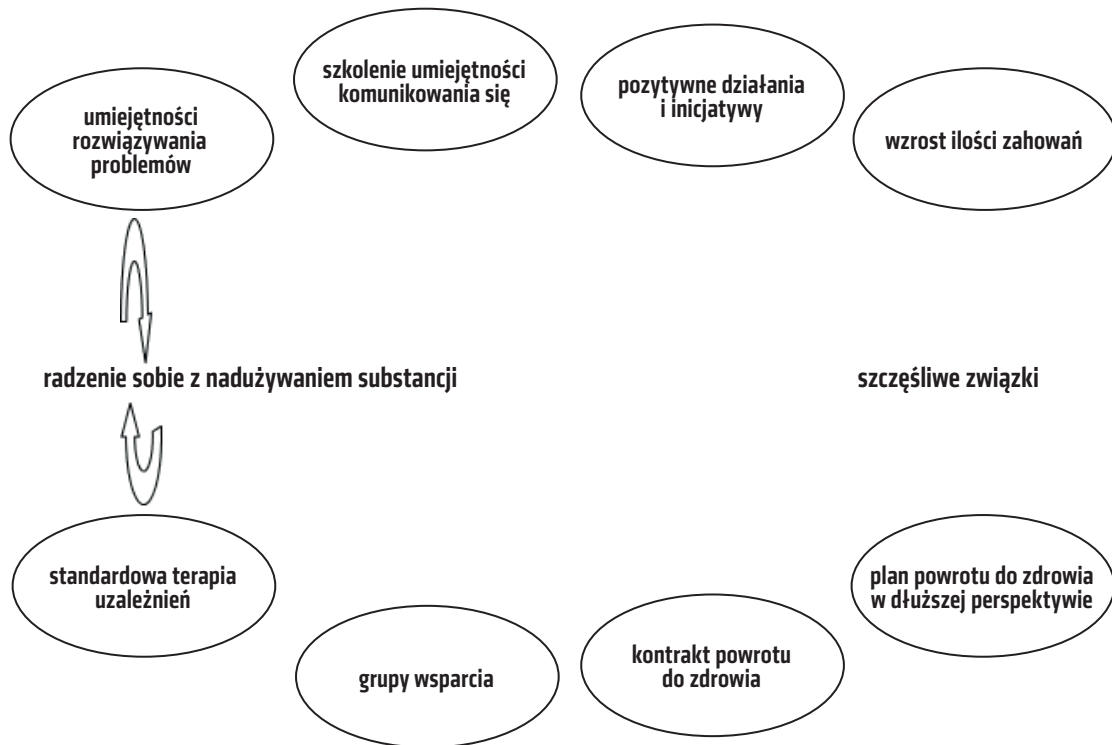 szkolenie umiejętności
komunikowania się
pozytywne działania
i inicjatywy
umiejętności
rozwiązywania
problemów
wzrost ilości zahowań
radzenie sobie z nadużywaniem substancji
szczęśliwe związki
standardowa terapia
uzależnień
grupy wsparcia
kontrakt powrotu
do zdrowia
plan powrotu do zdrowia
w dłuższej perspektywie